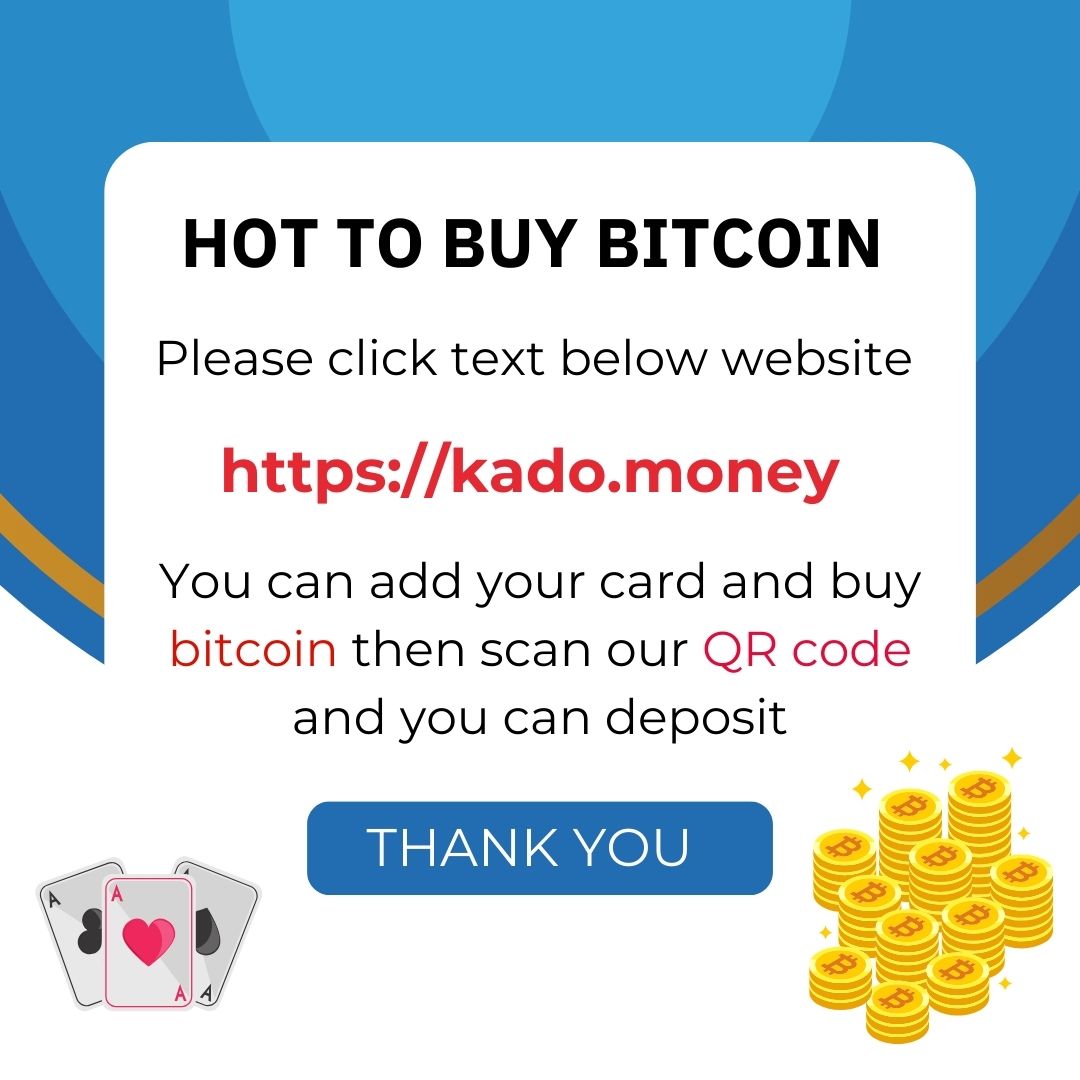 HOT TO BUY BITCOIN
Please click text below website
https://kado.money
You can add your card and buy
bitcoin then scan our QR code
and you can deposit
THANK YOU
A
A
A
A
A